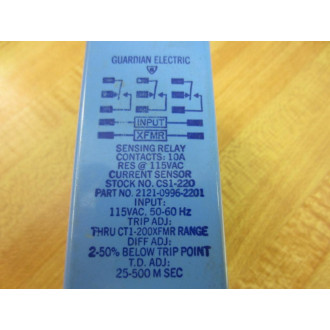 GUARDIAN ELECTRIC
INPUT
XFMR
SENSING RELAY
CONTACTS: 10A
RES @ 115VAC
CURRENT SENSOR
STOCK NO. CS1-220
PART NO. 2121-0996-2201
INPUT:
115VAC, 50-60 Hz
TRIP ADJ:
THRU CT1-200XFMR RANGE
DIFF ADJ:
2-50% BELOW TRIP POINT
T.D. ADJ:
25-500 M SEC